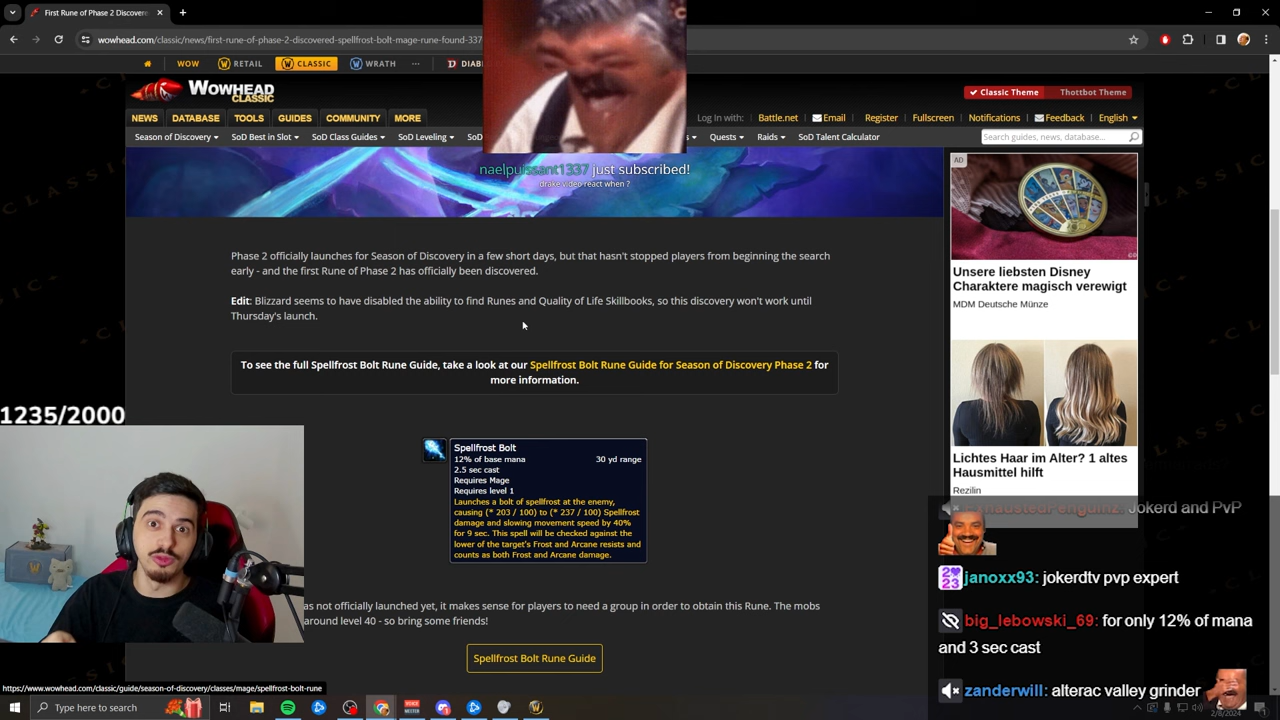 First Rune of Phase 2 Discovere
wowhead.com/classic/news/first-rune-of-phase-2-discovered-spellfrost-bolt-mage-rune-found-337
WOW
RETAIL
CLASSIC
WRATH
DIAB
WOWHEAD
CLASSIC
Classic Theme
Thottbot Theme
NEWS
DATABASE
TOOLS
GUIDES
COMMUNITY
MORE
Log In with:
Battle.net
Email
Register
Fullscreen
Notifications
Feedback
English
Season of Discovery
SoD Best in Slot
SoD Class Guides
SoD Leveling
SoD
Quests
Raids
SoD Talent Calculator
Search guides, news, database...
naelpuissant1337 just subscribed!
drake video react when ?
AD
Phase 2 officially launches for Season of Discovery in a few short days, but that hasn't stopped players from beginning the search
early - and the first Rune of Phase 2 has officially been discovered.
Edit: Blizzard seems to have disabled the ability to find Runes and Quality of Life Skillbooks, so this discovery won't work until
Thursday's launch.
To see the full Spellfrost Bolt Rune Guide, take a look at our Spellfrost Bolt Rune Guide for Season of Discovery Phase 2 for
more information.
Unsere liebsten Disney
Charaktere magisch verewigt
MDM Deutsche Münze
Lichtes Haar im Alter? 1 altes
Hausmittel hilft
Rezilin
1235/2000
Spellfrost Bolt
12% of base mana
30 yd range
2.5 sec cast
Requires Mage
Requires level 1
Launches a bolt of spellfrost at the enemy,
causing (* 203 / 100) to (* 237 / 100) Spellfrost
damage and slowing movement speed by 40%
for 9 sec. This spell will be checked against the
lower of the target's Frost and Arcane resists and
counts as both Frost and Arcane damage.
as not officially launched yet, it makes sense for players to need a group in order to obtain this Rune. The mobs
around level 40 - so bring some friends!
Spellfrost Bolt Rune Guide
Jokerd and PvP
janoxx93: jokerdtv pvp expert
big_lebowski_69: for only 12% of mana
and 3 sec cast
zanderwill: alterac valley grinder
https://www.wowhead.com/classic/guide/season-of-discovery/classes/mage/spellfrost-bolt-rune
Type here to search
2/8/2024